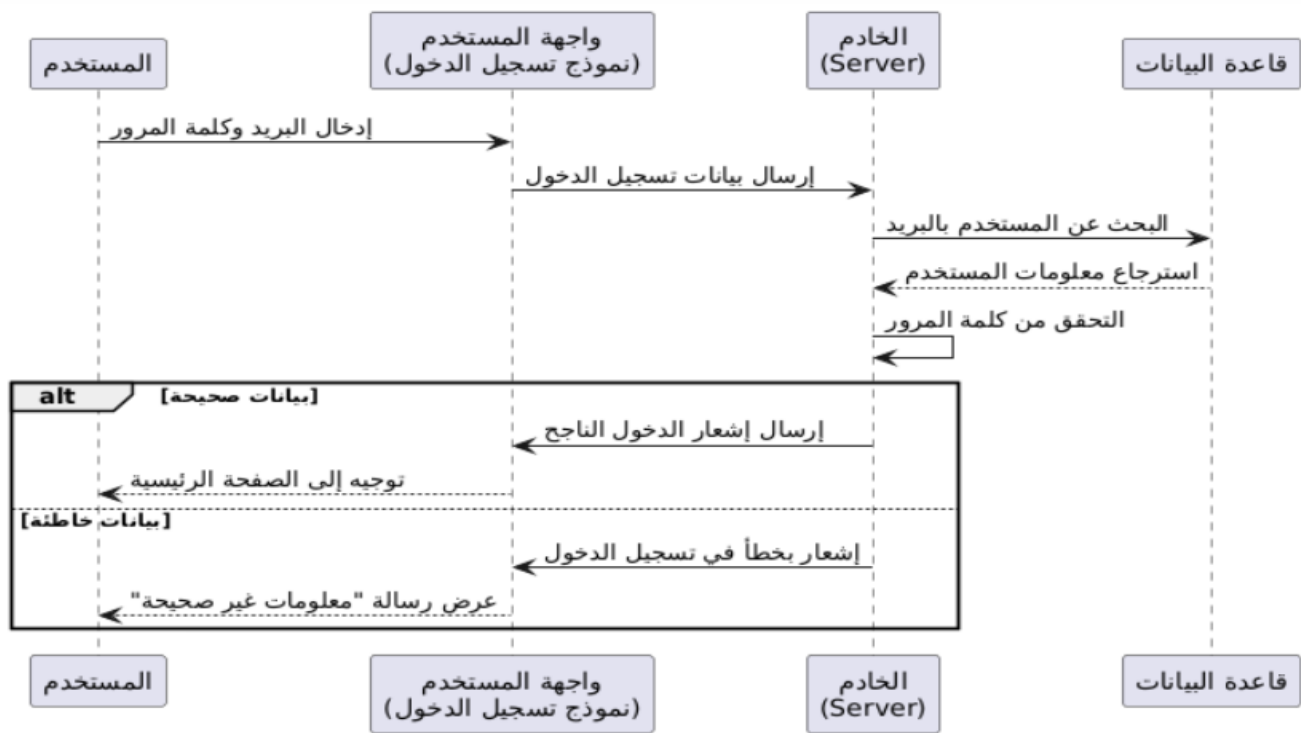 المستخدم
واجهة المستخدم
(نموذج تسجيل الدخول)
الخادم
(Server)
قاعدة البيانات
إدخال البريد وكلمة المرور
إرسال بيانات تسجيل الدخول
البحث عن المستخدم بالبريد
استرجاع معلومات المستخدم
التحقق من كلمة المرور
alt
[بيانات صحيحة]
إرسال إشعار الدخول الناجح
توجيه إلى الصفحة الرئيسية
[بيانات خاطئة]
إشعار بخطأ في تسجيل الدخول
عرض رسالة "معلومات غير صحيحة"
المستخدم
واجهة المستخدم
(نموذج تسجيل الدخول)
الخادم
(Server)
قاعدة البيانات